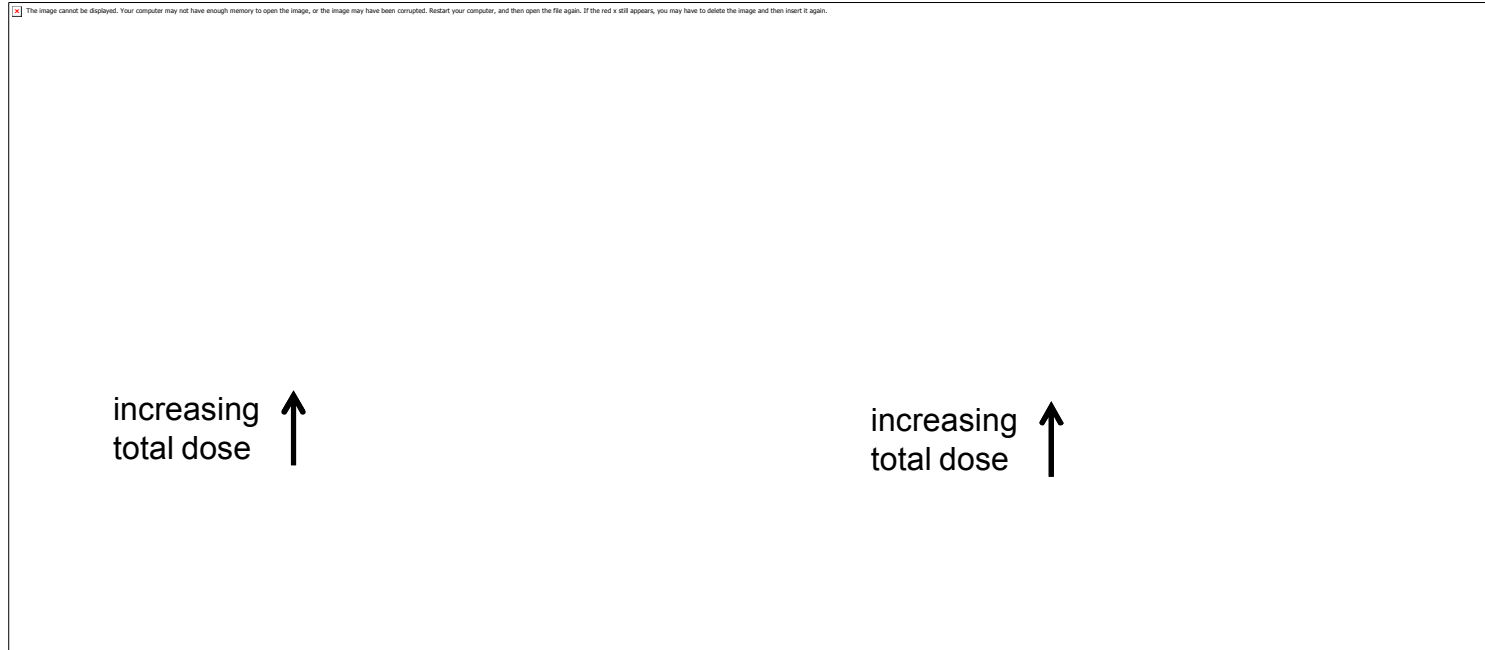 The image cannot be displayed. Your computer may not have enough memory to open the image, or the image may have been corrupted. Restart your computer, and then open the file again. If the red x still appears, you may have to delete the image and then insert it again.
increasing
total dose
increasing
total dose